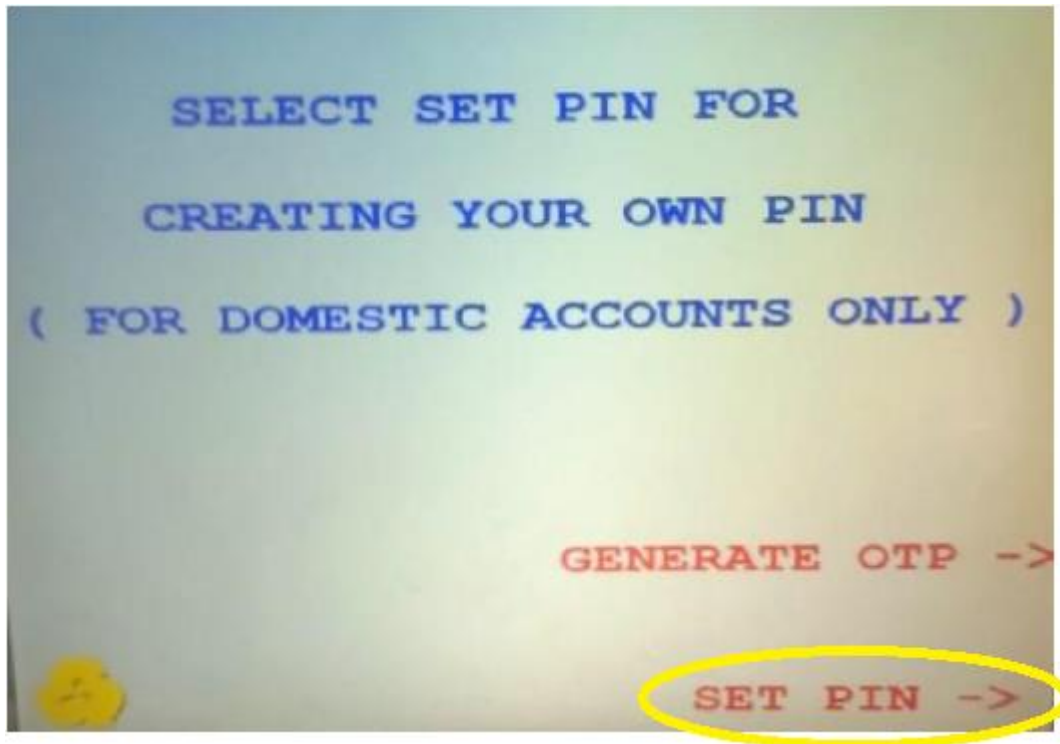 SELECT SET PIN FOR
CREATING YOUR OWN PIN
( FOR DOMESTIC ACCOUNTS ONLY )
GENERATE OTP ->
SET PIN ->